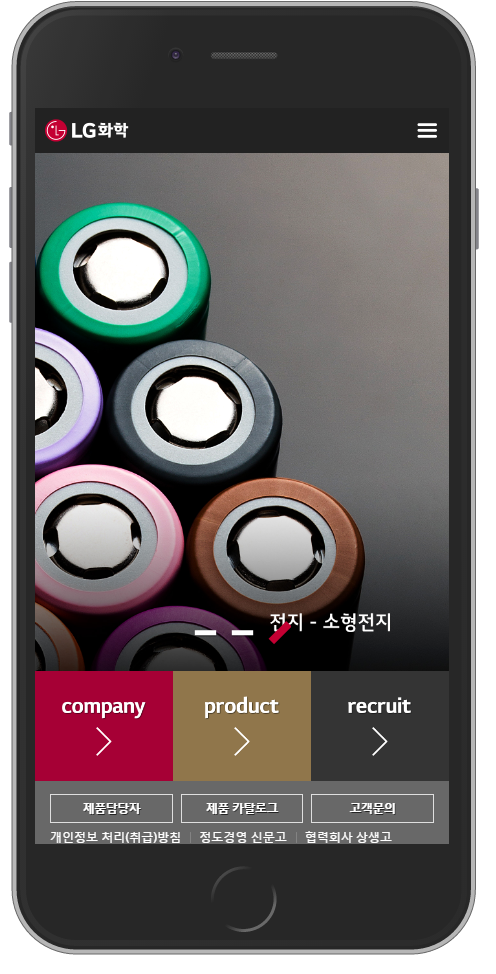 LG화학
전지 - 소형전지
company product recruit
제품담당자 제품 카탈로그 고객문의
개인정보 처리(취급)방침 정도경영 신문고 협력회사 상생고